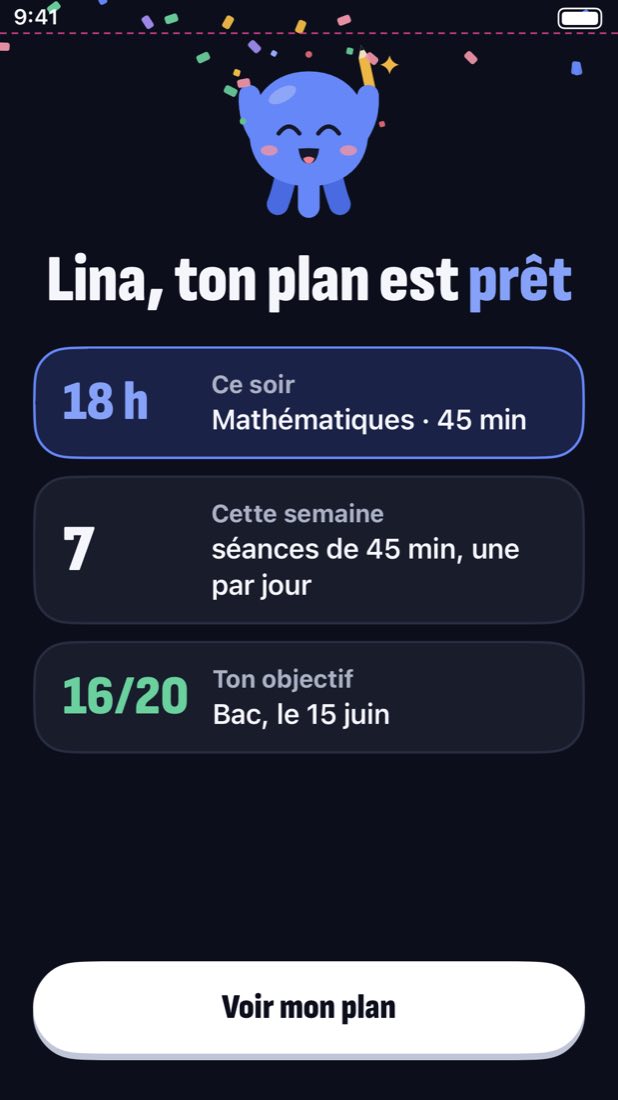 9:41
Lina, ton plan est prêt
18 h
Ce soir
Mathématiques · 45 min
7
Cette semaine
séances de 45 min, une
par jour
16/20
Ton objectif
Bac, le 15 juin
Voir mon plan